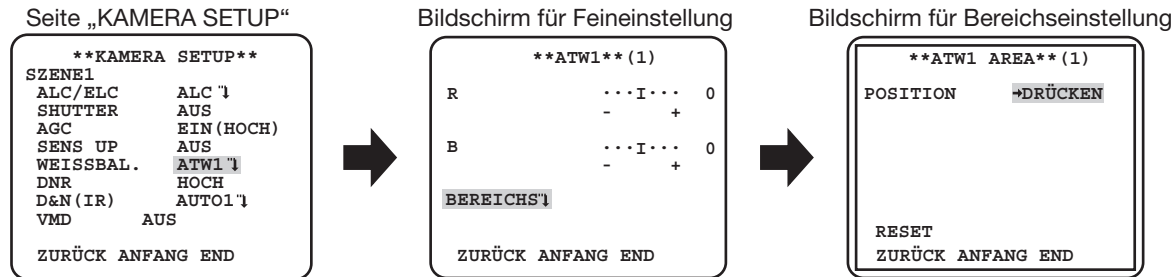 Seite „KAMERA SETUP“
**KAMERA SETUP**
SZENE1
ALC/ELC ALC
SHUTTER AUS
AGC EIN(HOCH)
SENS UP AUS
WEISSBAL. ATW1
DNR HOCH
D&N(IR) AUTO1
VMD AUS
ZURÜCK ANFANG END
Bildschirm für Feineinstellung
**ATW1**(1)
R ···I··· 0
- +
B ···I··· 0
- +
BEREICHS
ZURÜCK ANFANG END
Bildschirm für Bereichseinstellung
**ATW1 AREA**(1)
POSITION →DRÜCKEN
RESET
ZURÜCK ANFANG END